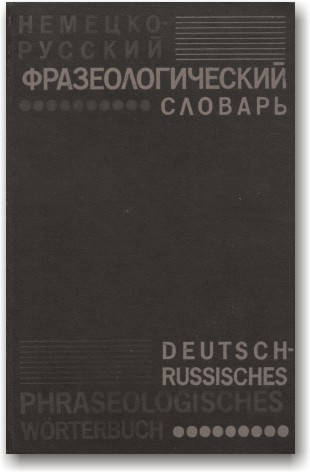 НЕМЕЦКО-
РУССКИЙ
ФРАЗЕОЛОГИЧЕСКИЙ
СЛОВАРЬ
DEUTSCH-
RUSSISCHES
PHRASEOLOGISCHES
WÖRTERBUCH